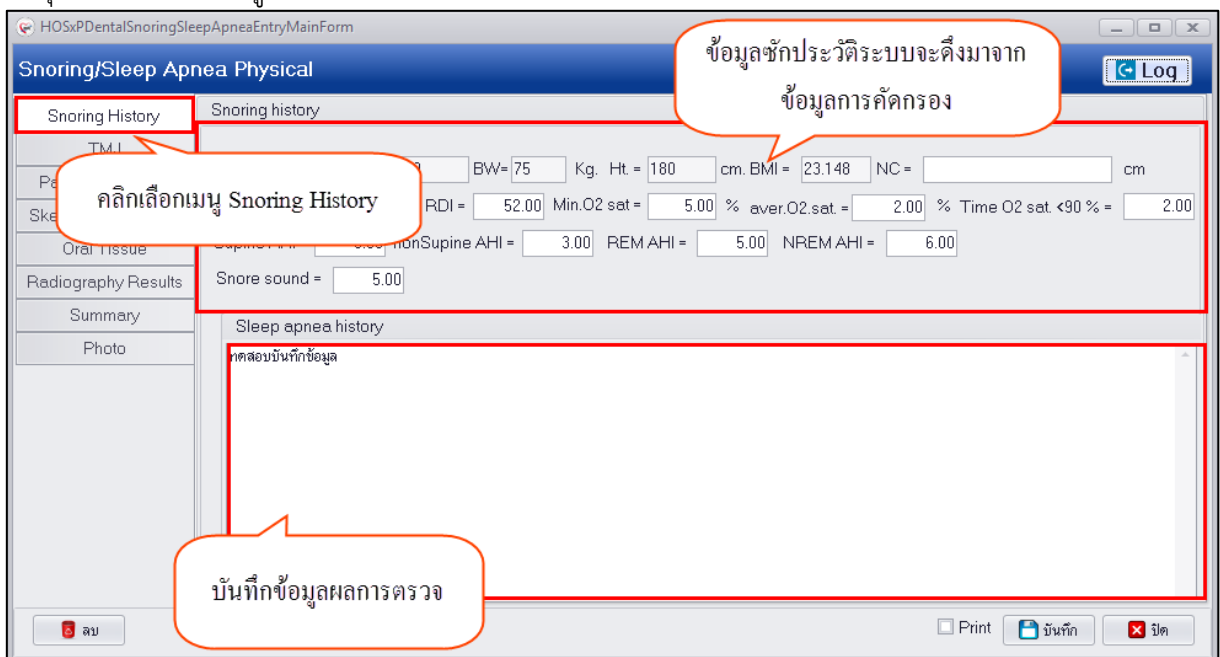 HOSxPDentalSnoringSleepApneaEntryMainForm
Snoring/Sleep Apnea Physical
Log
ข้อมูลซักประวัติระบบจะดึงมาจาก
ข้อมูลการคัดกรอง
Snoring History
TMJ
Oral Tissue
Radiography Results
Summary
Photo
คลิกเลือกเมนู Snoring History
Snoring history
BW= 75 Kg. Ht. = 180 cm. BMI = 23.148 NC = cm
RDI = 52.00 Min.O2 sat = 5.00 % aver.O2.sat. = 2.00 % Time O2 sat. <90 % = 2.00
nonSupine AHI = 3.00 REM AHI = 5.00 NREM AHI = 6.00
Snore sound = 5.00
Sleep apnea history
ทดสอบบันทึกข้อมูล
บันทึกข้อมูลผลการตรวจ
ลบ
Print
บันทึก
ปิด